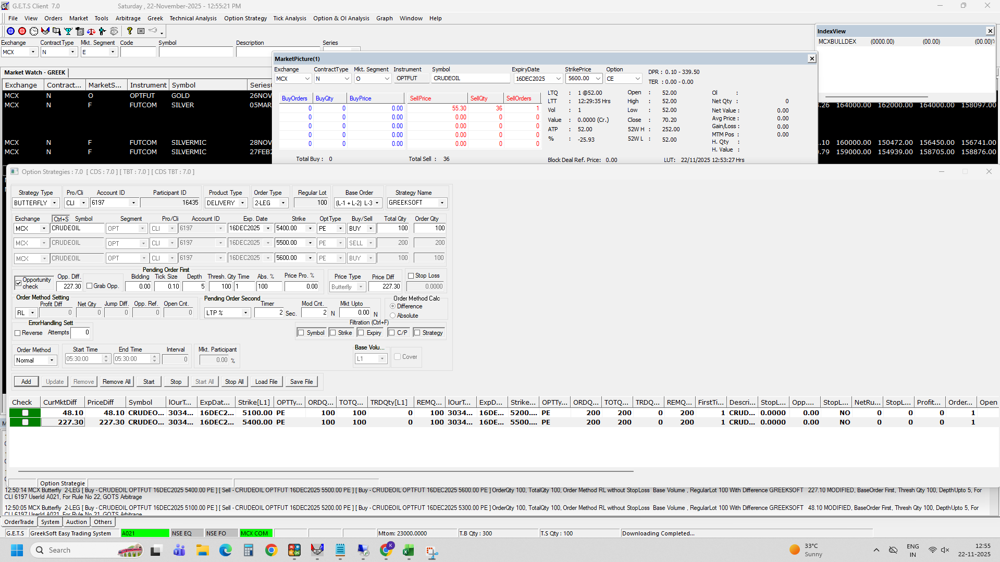 G.E.T.S Client 7.0 Saturday , 22-November-2025 - 12:55:21 PM
File View Orders Market Tools Arbitrage Greek Technical Analysis Option Strategy Tick Analysis Option & OI Analysis Graph Window Help
Exchange ContractType Mkt. Segment Code Symbol Description Series
MCX N E
IndexView
MCXBULLDEX (0000.00) (00.00) (00.00)%
Market Watch - GREEK
Exchange Contract... MarketS... Instrument Symbol
MCX N O OPTFUT GOLD 26NOV
MCX N F FUTCOM SILVER 05MAR
.26 164000.00 162000.00 164000.00 158097.00
MCX N F FUTCOM SILVERMIC 28NOV
.10 160000.00 150472.00 156450.00 156741.00
MCX N F FUTCOM SILVERMIC
.79 159000.00 154939.00 158705.00 158876.00
MarketPicture(1)
Exchange ContractType Mkt. Segment Instrument Symbol ExpiryDate StrikePrice Option
MCX N O OPTFUT CRUDEOIL 16DEC2025 5600.00 CE
DPR : 0.10 - 339.50
TER : 0.00 - 0.00
BuyOrders BuyQty BuyPrice SellPrice SellQty SellOrders
0 0 0.00 55.30 36 1
0 0 0.00 0.00 0 0
0 0 0.00 0.00 0 0
0 0 0.00 0.00 0 0
0 0 0.00 0.00 0 0
Total Buy : 0 Total Sell : 36
LTQ : 1 @52.00 Open : 52.00 OI :
LTT : 12:29:35 Hrs High : 52.00 Net Qty : 0
Vol : 1 Low : 52.00 Net Value : 0.00
Value : 0.0000 (Cr.) Close : 70.20 Avg Price : 0.00
ATP : 52.00 52W H : 252.00 Gain/Loss : 0.00
% : -25.93 52W L : 52.00 MTM Pos : 0.00
H. Qty :
H. Value :
Block Deal Ref. Price: 0.00 LUT: 22/11/2025 12:53:27 Hrs
Option Strategies : 7.0 [ CDS : 7.0 ] [ TBT : 7.0 ] [ CDS TBT : 7.0 ]
Strategy Type Pro/Cli Account ID Participant ID Product Type Order Type Regular Lot Base Order Strategy Name
BUTTERFLY CLI 6197 16435 DELIVERY 2-LEG 100 (L-1 + L-2) L-3 GREEKSOFT
Exchange Ctrl+S Symbol Segment Pro/Cli Account ID Exp. Date Strike OptType Buy/Sell Total Qty Order Qty
MCX CRUDEOIL OPT CLI 6197 16DEC2025 5400.00 PE BUY 100 100
MCX CRUDEOIL OPT CLI 6197 16DEC2025 5500.00 PE SELL 200 200
MCX CRUDEOIL OPT CLI 6197 16DEC2025 5600.00 PE BUY 100 100
Pending Order First
Opportunity check Opp. Diff. Grab Opp. Bidding Tick Size Depth Thresh. Qty Time Abs. % Price Pro. % Price Type Price Diff Stop Loss
227.30 0.00 0.10 5 100 1 100 0.00 Butterfly 227.30 0.0000
Order Method Setting Pending Order Second Order Method Calc
Profit Diff Net Qty Jump Diff. Opp. Ref. Open Cnt. Timer Mod Cnt. Mkt Upto Difference
RL 0 0 0 0 0 LTP % 2 Sec. 2 N 0.00 N Absolute
ErrorHandling Sett Filtration (Ctrl+F)
Reverse Attempts 0 Symbol Strike Expiry C/P Strategy
Order Method Start Time End Time Interval Mkt. Participant Base Volu...
Normal 05:30:00 05:30:00 0 0.00 % L1 Cover
Add Update Remove Remove All Start Stop Start All Stop All Load File Save File
Check CurMktDiff PriceDiff Symbol IOurT... ExpDat... Strike[L1] OPTTy... ORDQ... TOTQ... TRDQty[L1] REMQ... IOurT... ExpD... Strike... OPTTy... ORDQ... TOTQ... TRDQ... REMQ... FirstTi... Descri... StopL... Opp.... StopL... NetRu... StopL... Profit... Order... Open
48.10 48.10 CRUDEO... 3034... 16DEC2... 5100.00 PE 100 100 0 100 3034... 16DE... 5200.... PE 200 200 0 200 1 CRUD... 0.0000 0.00 NO 0 0 0 1
227.30 227.30 CRUDEO... 3034... 16DEC2... 5400.00 PE 100 100 0 100 3034... 16DE... 5500.... PE 200 200 0 200 1 CRUD... 0.0000 0.00 NO 0 0 0 1
Option Strategie
12:50:14 MCX Butterfly 2-LEG [ Buy - CRUDEOIL OPTFUT 16DEC2025 5400.00 PE ] [ Sell - CRUDEOIL OPTFUT 16DEC2025 5500.00 PE ] [ Buy - CRUDEOIL OPTFUT 16DEC2025 5600.00 PE ] OrderQty 100, TotalQty 100, Order Method RL without StopLoss Base Volume , RegularLot 100 With Difference GREEKSOFT 227.10 MODIFIED, BaseOrder First, Thresh Qty 100, DepthUpto 5, For
CLI 6197 UserId A021, For Rule No 22, GOTS Arbitrage
12:50:05 MCX Butterfly 2-LEG [ Buy - CRUDEOIL OPTFUT 16DEC2025 5100.00 PE ] [ Sell - CRUDEOIL OPTFUT 16DEC2025 5200.00 PE ] [ Buy - CRUDEOIL OPTFUT 16DEC2025 5300.00 PE ] OrderQty 100, TotalQty 100, Order Method RL without StopLoss Base Volume , RegularLot 100 With Difference GREEKSOFT 48.10 MODIFIED, BaseOrder First, Thresh Qty 100, DepthUpto 5, For
CLI 6197 UserId A021, For Rule No 21, GOTS Arbitrage
OrderTrade System Auction Others
G.E.T.S GreekSoft Easy Trading System A021 NSE EQ NSE FO MCX COM Mtom: 23000.0000 T.B Qty : 300 T.S Qty : 100 Downloading Completed...
Search 33°C Sunny ENG IN 12:55 22-11-2025